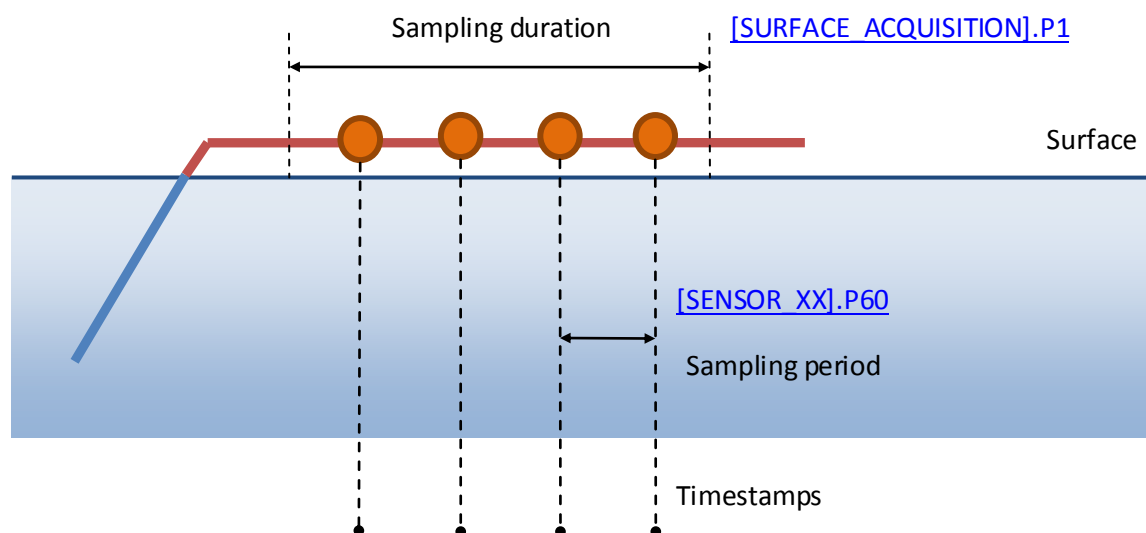 Sampling duration
[SURFACE_ACQUISITION].P1
Surface
[SENSOR_XX].P60
Sampling period
Timestamps